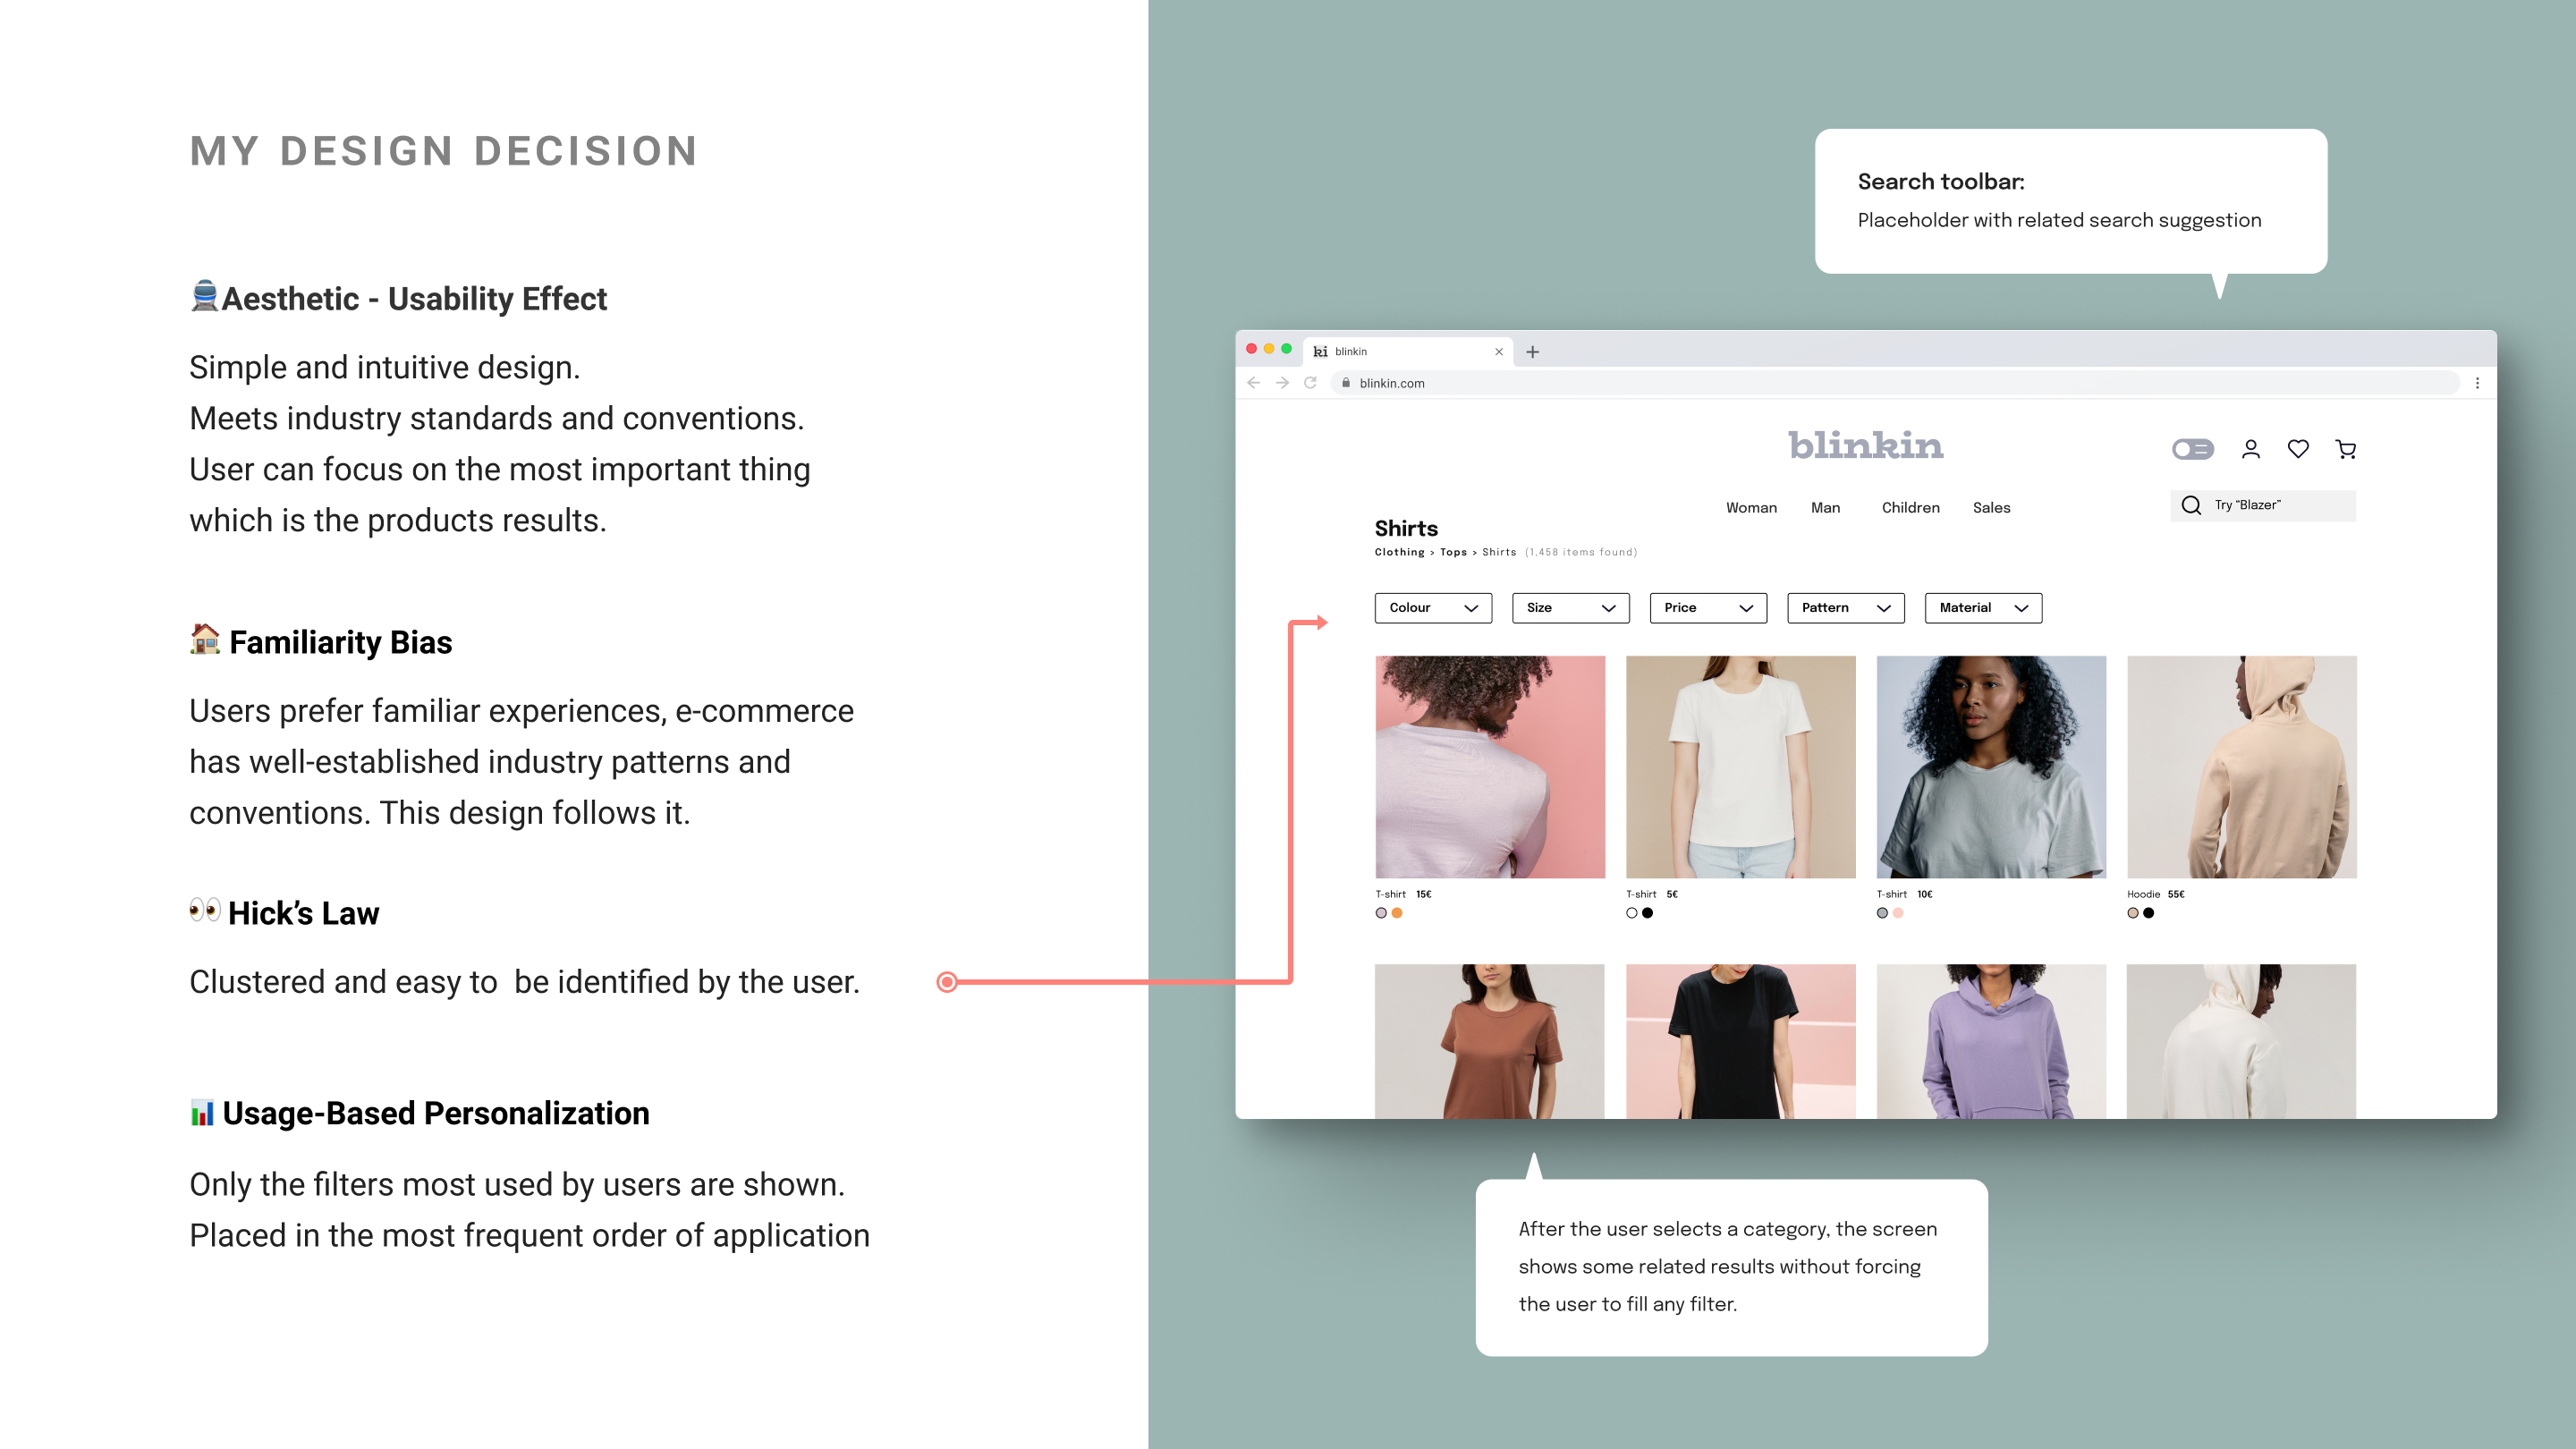 MY DESIGN DECISION
Aesthetic - Usability Effect
Simple and intuitive design.
Meets industry standards and conventions.
User can focus on the most important thing
which is the products results.
Familiarity Bias
Users prefer familiar experiences, e-commerce
has well-established industry patterns and
conventions. This design follows it.
Hick’s Law
Clustered and easy to  be identified by the user.
Usage-Based Personalization
Only the filters most used by users are shown.
Placed in the most frequent order of application
Search toolbar:
Placeholder with related search suggestion
ki blinkin
blinkin.com
blinkin
Woman Man Children Sales
Try “Blazer”
Shirts
Clothing > Tops > Shirts (1,458 items found)
Colour Size Price Pattern Material
T-shirt 15€ T-shirt 5€ T-shirt 10€ Hoodie 55€
After the user selects a category, the screen
shows some related results without forcing
the user to fill any filter.